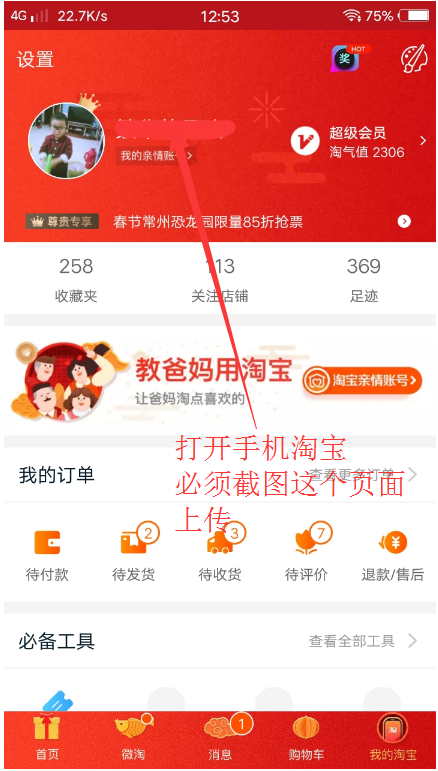 4G 22.7K/s 12:53 75%
设置
奖 HOT
超级会员
我的亲情账 淘气值 2306
尊贵专享 春节常州恐龙园限量85折抢票
258 113 369
收藏夹 关注店铺 足迹
教爸妈用淘宝
淘宝亲情账号
让爸妈淘点喜欢的
打开手机淘宝
我的订单 查看更多订单
必须截图这个页面
上传
2 3 7
待付款 待发货 待收货 待评价 退款/售后
必备工具 查看全部工具
1
淘
首页 微淘 消息 购物车 我的淘宝